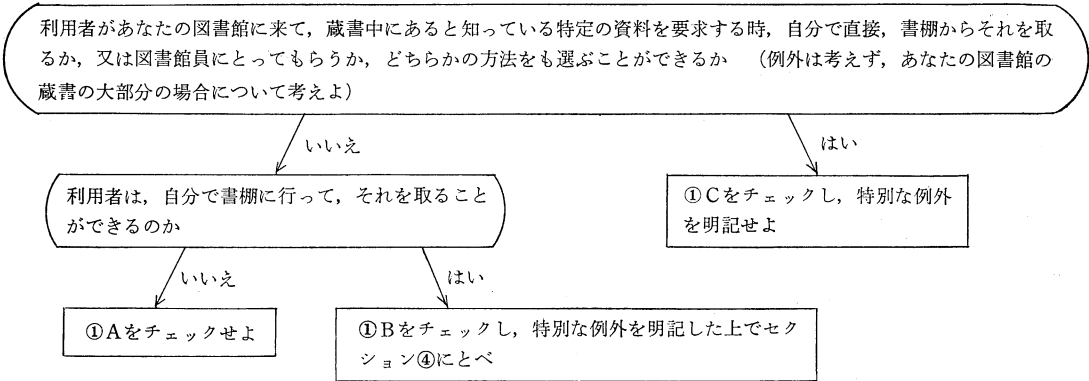 利用者があなたの図書館に来て，蔵書中にあると知っている特定の資料を要求する時，自分で直接，書棚からそれを取
るか，又は図書館員にとってもらうか，どちらかの方法をも選ぶことができるか　（例外は考えず，あなたの図書館の
蔵書の大部分の場合について考えよ）
いいえ
はい
利用者は，自分で書棚に行って，それを取ること
ができるのか
①Cをチェックし，特別な例外
を明記せよ
いいえ
はい
①Aをチェックせよ
①Bをチェックし，特別な例外を明記した上でセク
ション④にとべ